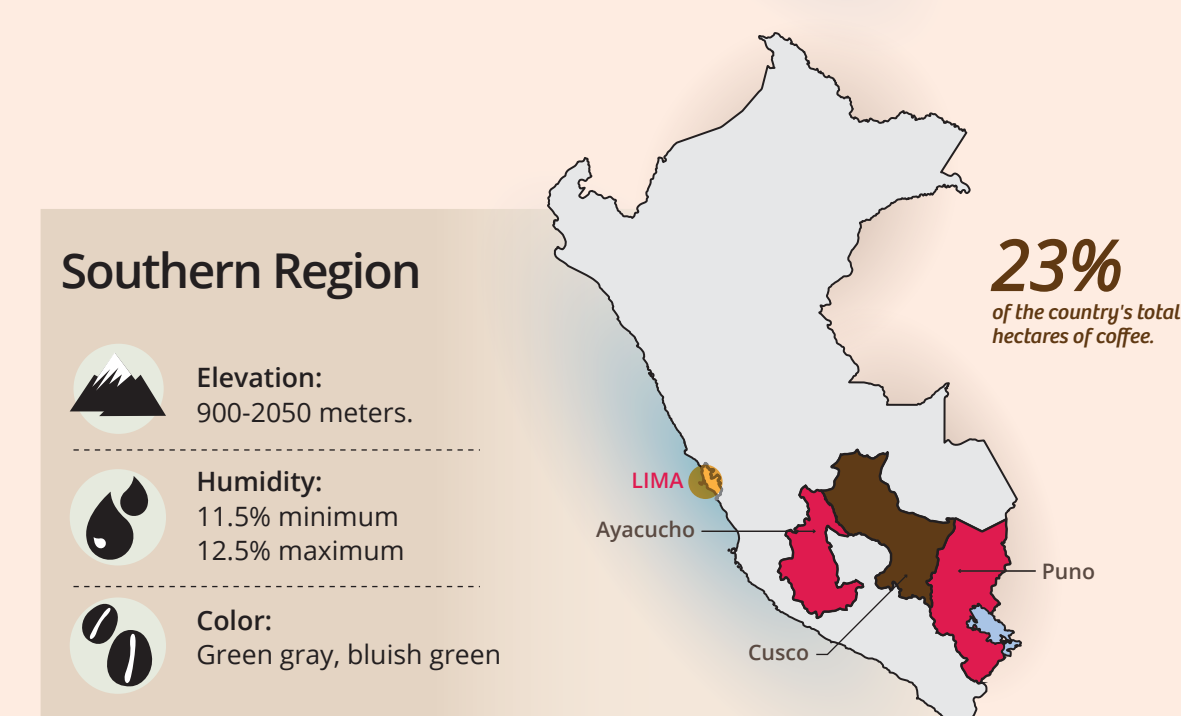 Southern Region
Elevation:
900-2050 meters.
Humidity:
11.5% minimum
12.5% maximum
Color:
Green gray, bluish green
LIMA
Ayacucho
Cusco
Puno
23%
of the country's total
hectares of coffee.